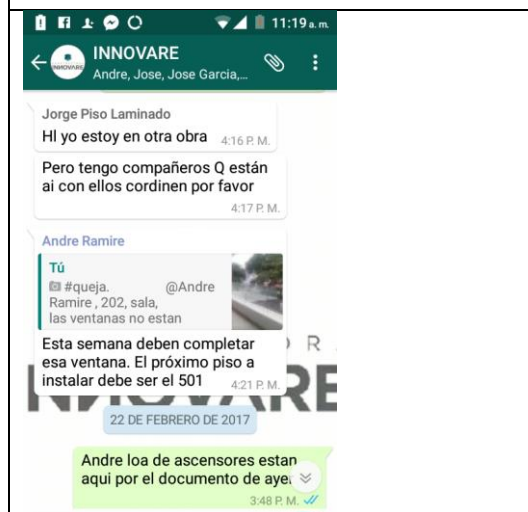 11:19 a. m.
INNOVARE
Andre, Jose, Jose Garcia,...
Jorge Piso Laminado
Hl yo estoy en otra obra 4:16 P. M.
Pero tengo compañeros Q están
ai con ellos cordinen por favor
4:17 P. M.
Andre Ramire
Tú
#queja. @Andre
Ramire , 202, sala,
las ventanas no estan
Esta semana deben completar
esa ventana. El próximo piso a
instalar debe ser el 501 4:21 P. M.
22 DE FEBRERO DE 2017
Andre loa de ascensores estan
aqui por el documento de
3:48 P. M.